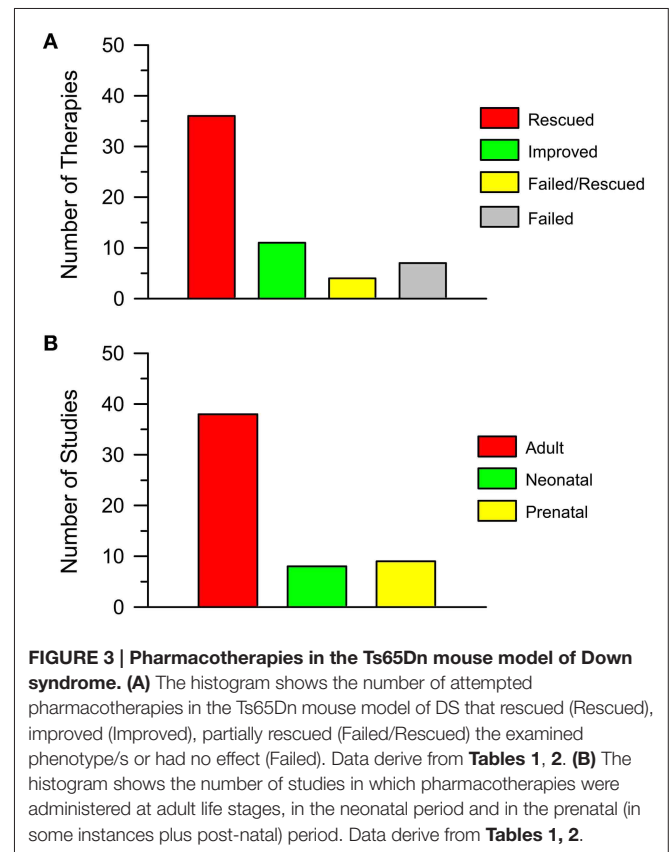 A
50
40
30
20
10
0
Number of Therapies
Rescued
Improved
Failed/Rescued
Failed
B
50
40
30
20
10
0
Number of Studies
Adult
Neonatal
Prenatal
FIGURE 3 | Pharmacotherapies in the Ts65Dn mouse model of Down
syndrome. (A) The histogram shows the number of attempted
pharmacotherapies in the Ts65Dn mouse model of DS that rescued (Rescued),
improved (Improved), partially rescued (Failed/Rescued) the examined
phenotype/s or had no effect (Failed). Data derive from Tables 1, 2. (B) The
histogram shows the number of studies in which pharmacotherapies were
administered at adult life stages, in the neonatal period and in the prenatal (in
some instances plus post-natal) period. Data derive from Tables 1, 2.